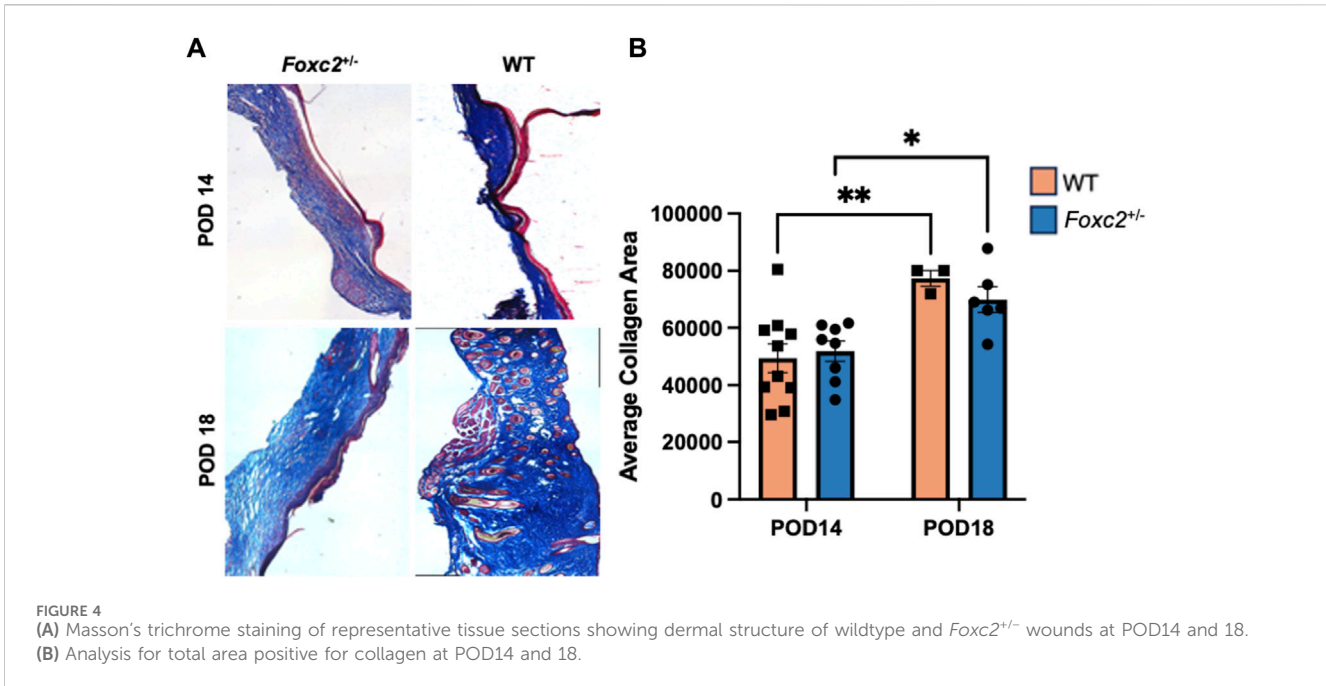 A
Foxc2+/-
WT
POD 14
POD 18
B
*
**
WT
Foxc2+/-
Average Collagen Area
100000
80000
60000
40000
20000
0
POD14
POD18
FIGURE 4
(A) Masson's trichrome staining of representative tissue sections showing dermal structure of wildtype and Foxc2+/− wounds at POD14 and 18.
(B) Analysis for total area positive for collagen at POD14 and 18.